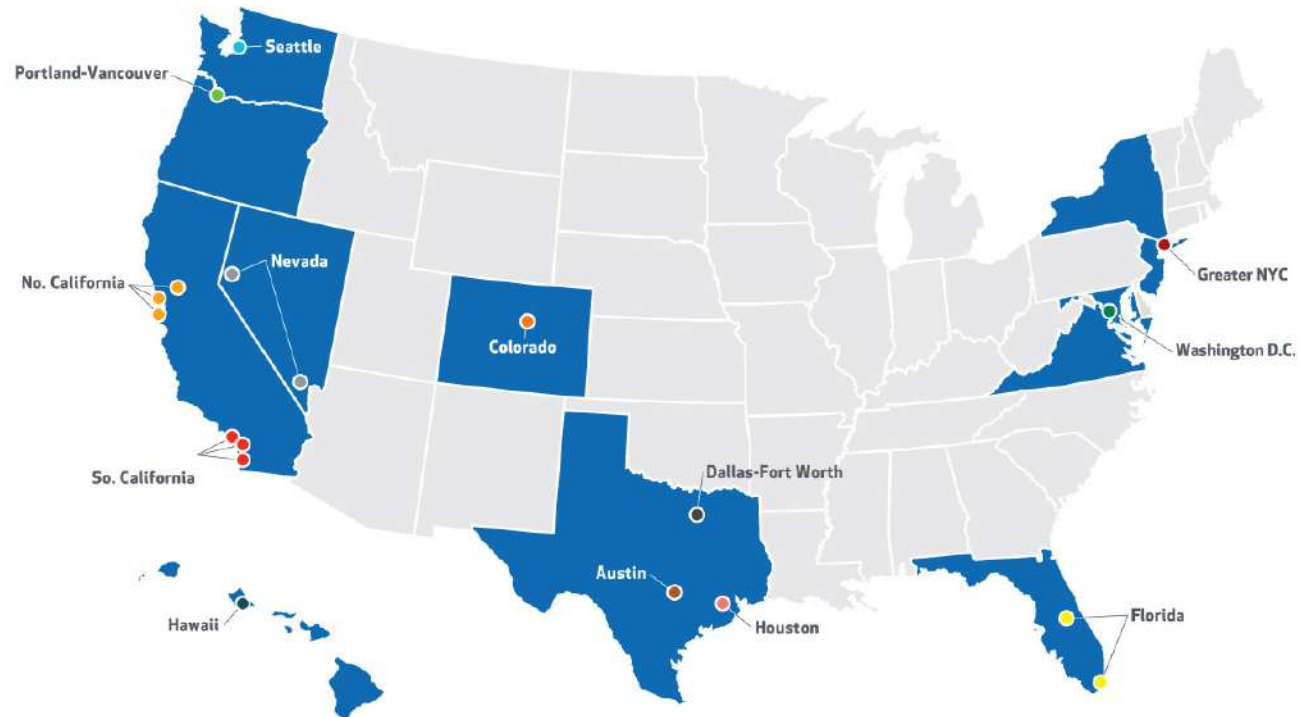 Seattle
Portland-Vancouver
Nevada
No. California
Greater NYC
Colorado
Washington D.C.
So. California
Dallas-Fort Worth
Austin
Hawaii
Houston
Florida